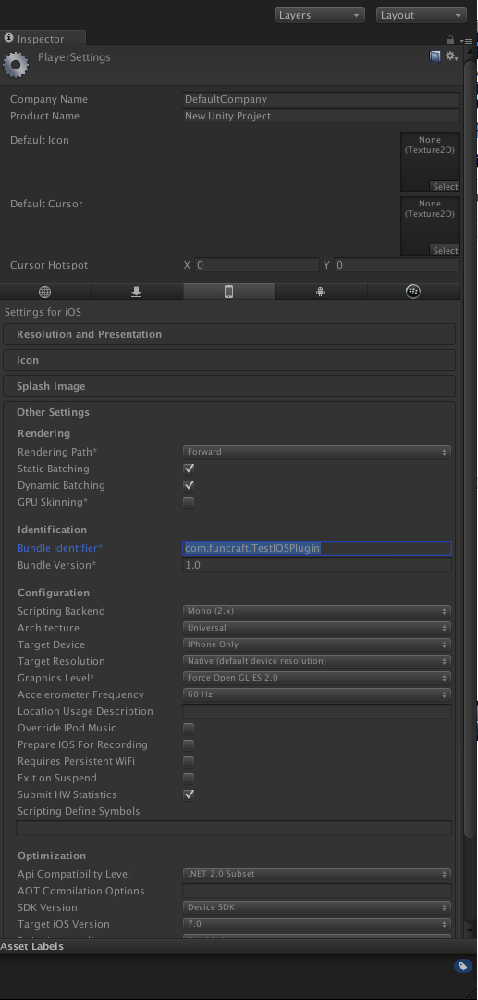 Layers
Layout
Inspector
PlayerSettings
Company Name DefaultCompany
Product Name New Unity Project
Default Icon
None
(Texture2D)
Select
Default Cursor
None
(Texture2D)
Select
Cursor Hotspot X 0 Y 0
Settings for iOS
Resolution and Presentation
Icon
Splash Image
Other Settings
Rendering
Rendering Path* Forward
Static Batching
Dynamic Batching
GPU Skinning*
Identification
Bundle Identifier* com.funcraft.TestIOSPlugin
Bundle Version* 1.0
Configuration
Scripting Backend Mono (2.x)
Architecture Universal
Target Device iPhone Only
Target Resolution Native (default device resolution)
Graphics Level* Force Open GL ES 2.0
Accelerometer Frequency 60 Hz
Location Usage Description
Override IPod Music
Prepare IOS For Recording
Requires Persistent WiFi
Exit on Suspend
Submit HW Statistics
Scripting Define Symbols
Optimization
Api Compatibility Level .NET 2.0 Subset
AOT Compilation Options
SDK Version Device SDK
Target iOS Version 7.0
Asset Labels